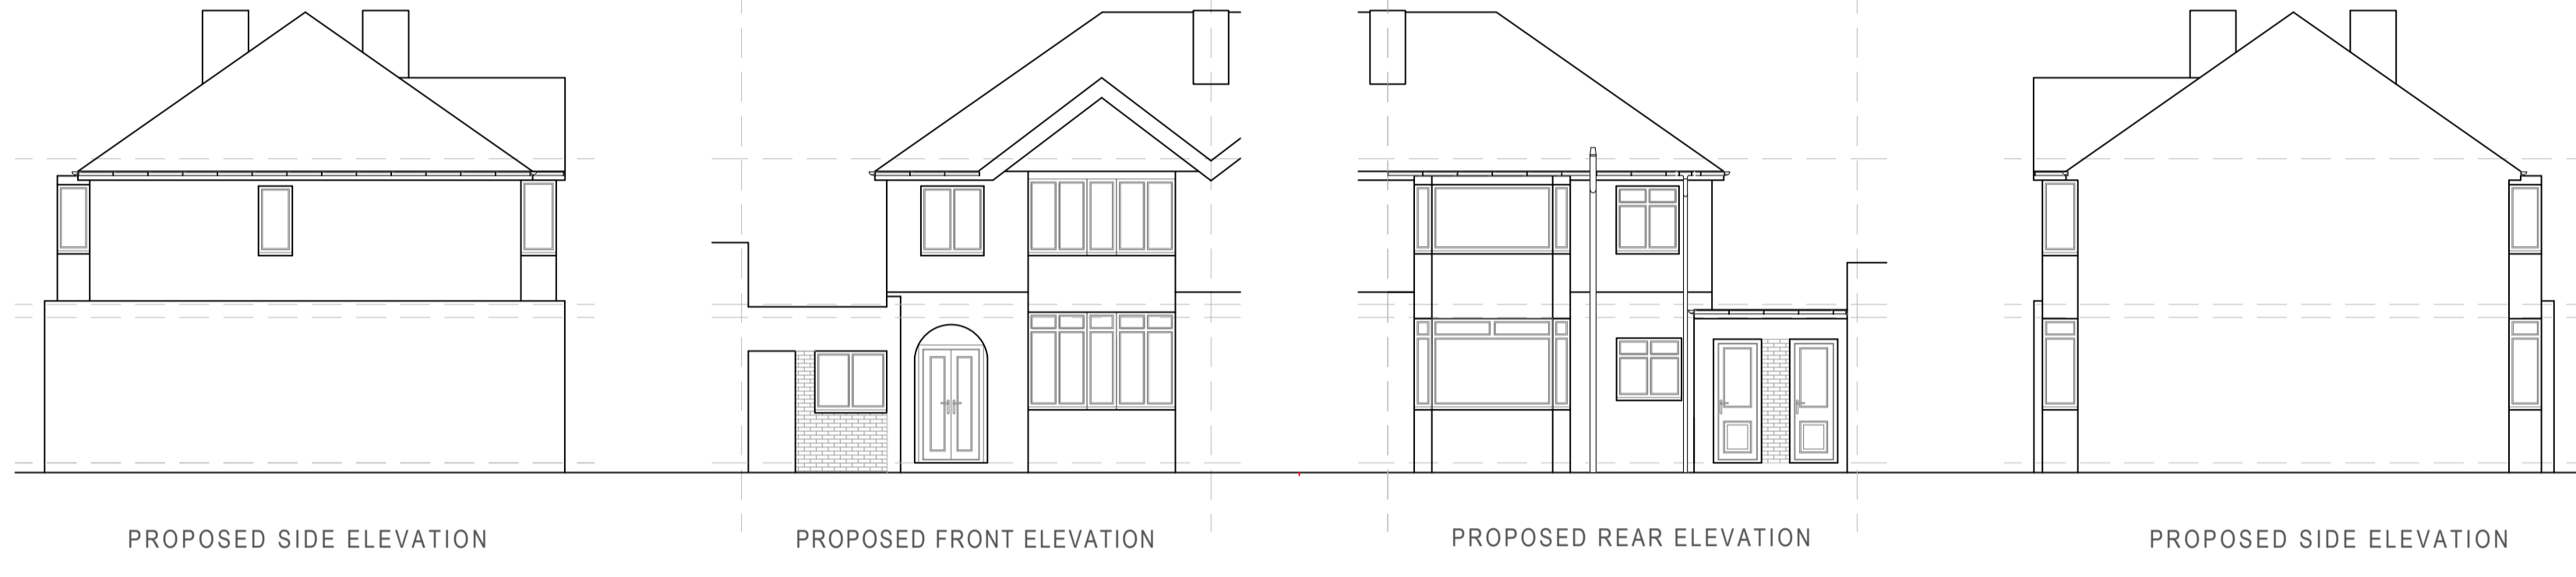 PROPOSED SIDE ELEVATION
PROPOSED FRONT ELEVATION
PROPOSED REAR ELEVATION
PROPOSED SIDE ELEVATION